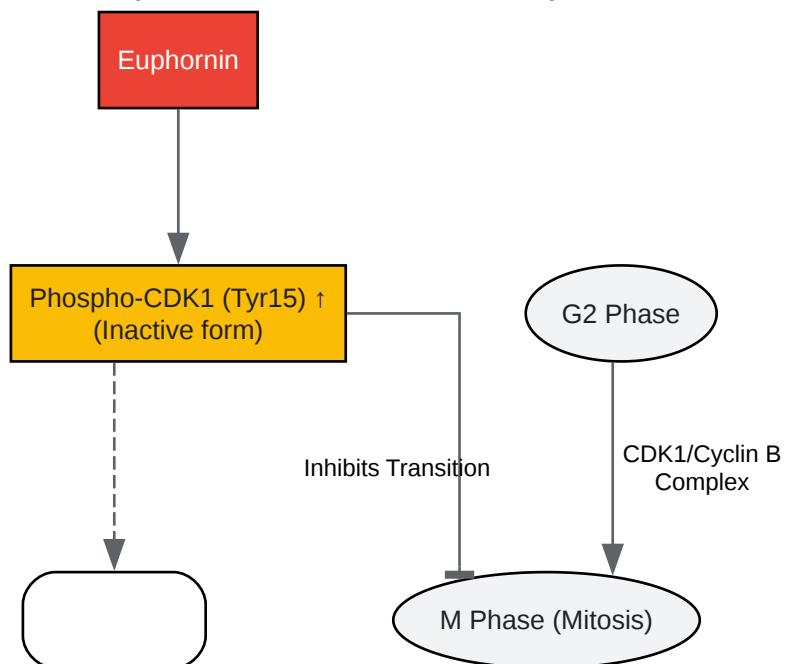 Euphornin
Phospho-CDK1 (Tyr15) ↑
(Inactive form)
G2 Phase
Inhibits Transition
CDK1/Cyclin B
Complex
M Phase (Mitosis)